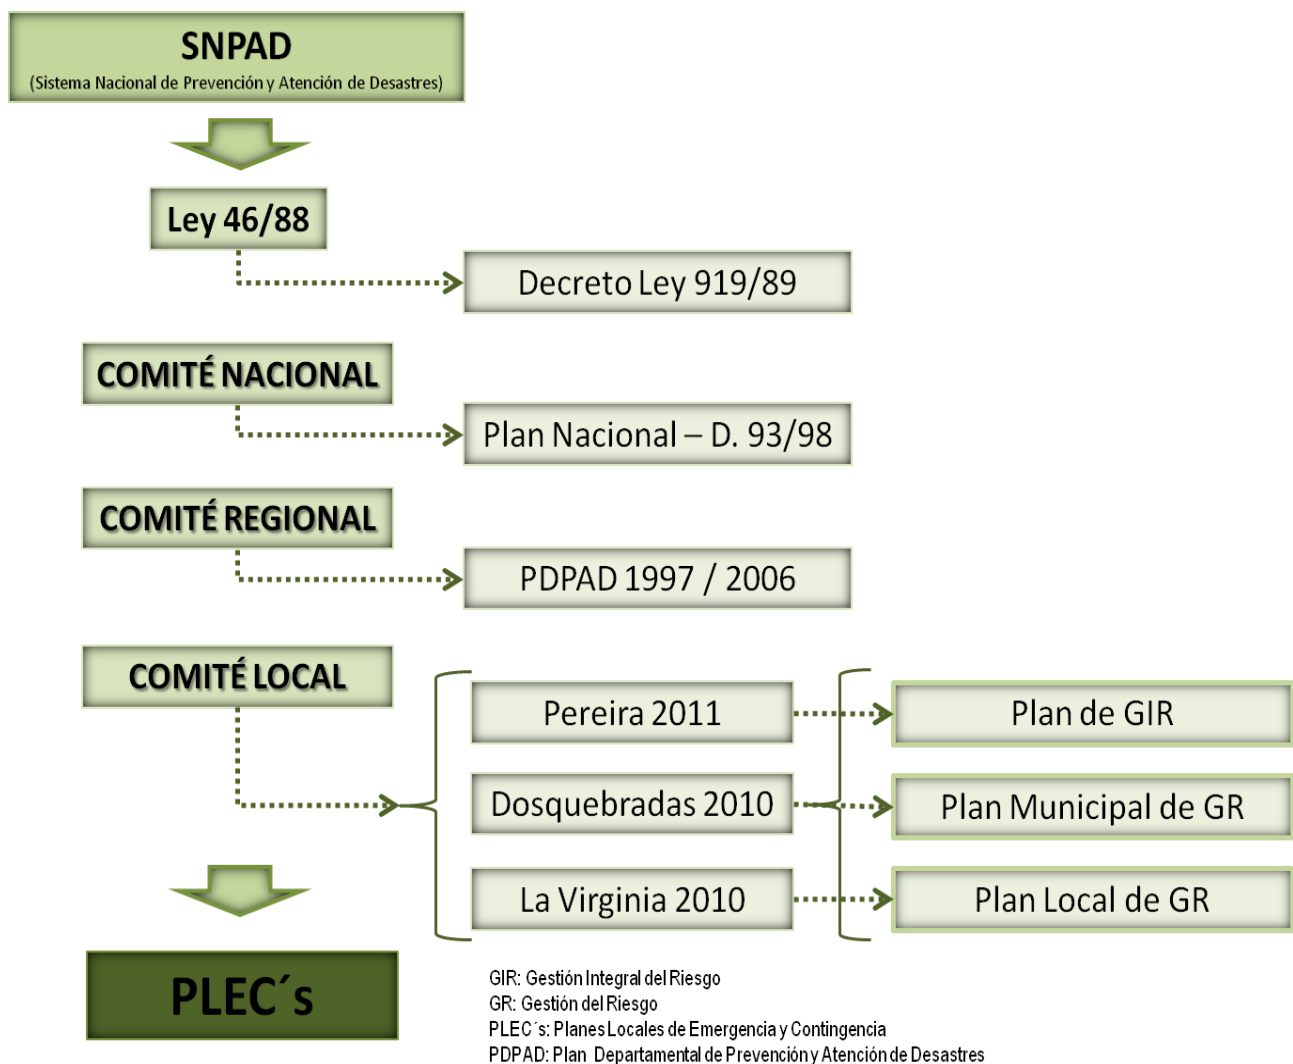 SNPAD
(Sistema Nacional de Prevención y Atención de Desastres)
Ley 46/88
Decreto Ley 919/89
COMITÉ NACIONAL
Plan Nacional – D. 93/98
COMITÉ REGIONAL
PDPAD 1997 / 2006
COMITÉ LOCAL
Pereira 2011
Plan de GIR
Dosquebradas 2010
Plan Municipal de GR
La Virginia 2010
Plan Local de GR
PLEC´s
GIR: Gestión Integral del Riesgo
GR: Gestión del Riesgo
PLEC´s: Planes Locales de Emergencia y Contingencia
PDPAD: Plan Departamental de Prevención y Atención de Desastres